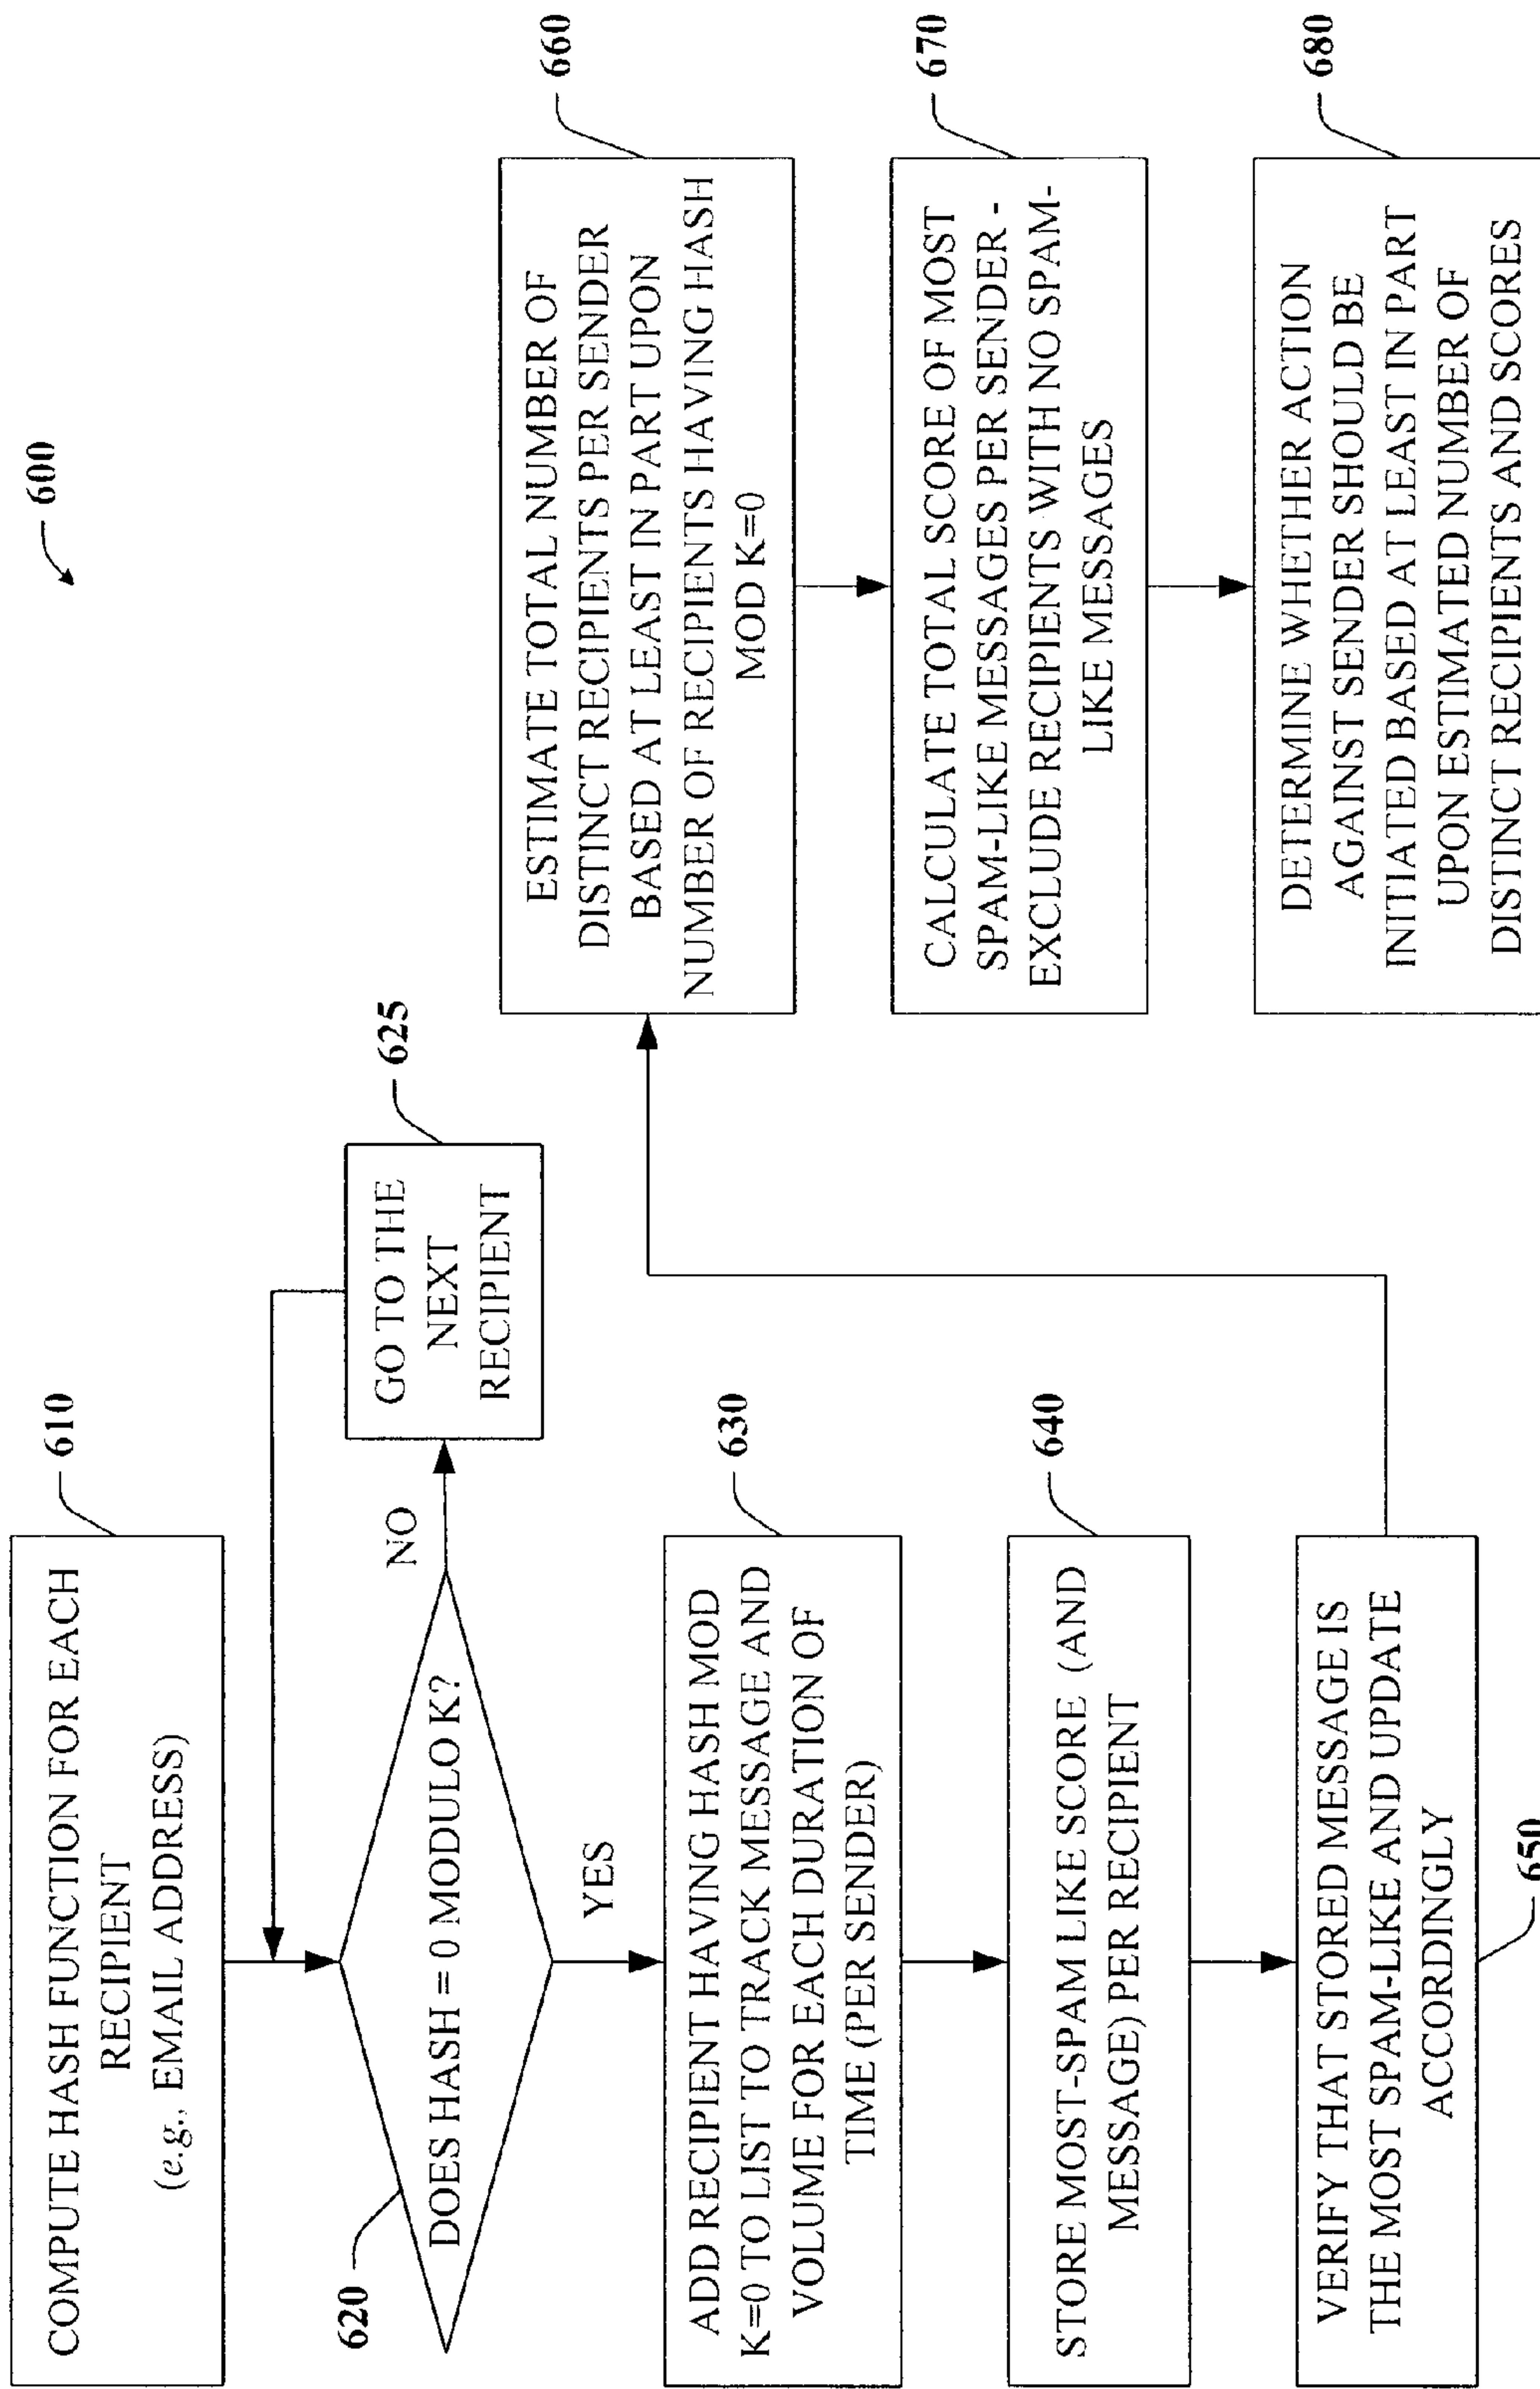 600
610
COMPUTE HASH FUNCTION FOR EACH
RECIPIENT
(e.g., EMAIL ADDRESS)
620
DOES HASH = 0 MODULO K?
NO
625
GO TO THE
NEXT
RECIPIENT
YES
630
ADD RECIPIENT HAVING HASH MOD
K=0 TO LIST TO TRACK MESSAGE AND
VOLUME FOR EACH DURATION OF
TIME (PER SENDER)
640
STORE MOST-SPAM LIKE SCORE (AND
MESSAGE) PER RECIPIENT
VERIFY THAT STORED MESSAGE IS
THE MOST SPAM-LIKE AND UPDATE
ACCORDINGLY
650
660
ESTIMATE TOTAL NUMBER OF
DISTINCT RECIPIENTS PER SENDER
BASED AT LEAST IN PART UPON
NUMBER OF RECIPIENTS HAVING HASH
MOD K=0
670
CALCULATE TOTAL SCORE OF MOST
SPAM-LIKE MESSAGES PER SENDER -
EXCLUDE RECIPIENTS WITH NO SPAM-
LIKE MESSAGES
680
DETERMINE WHETHER ACTION
AGAINST SENDER SHOULD BE
INITIATED BASED AT LEAST IN PART
UPON ESTIMATED NUMBER OF
DISTINCT RECIPIENTS AND SCORES